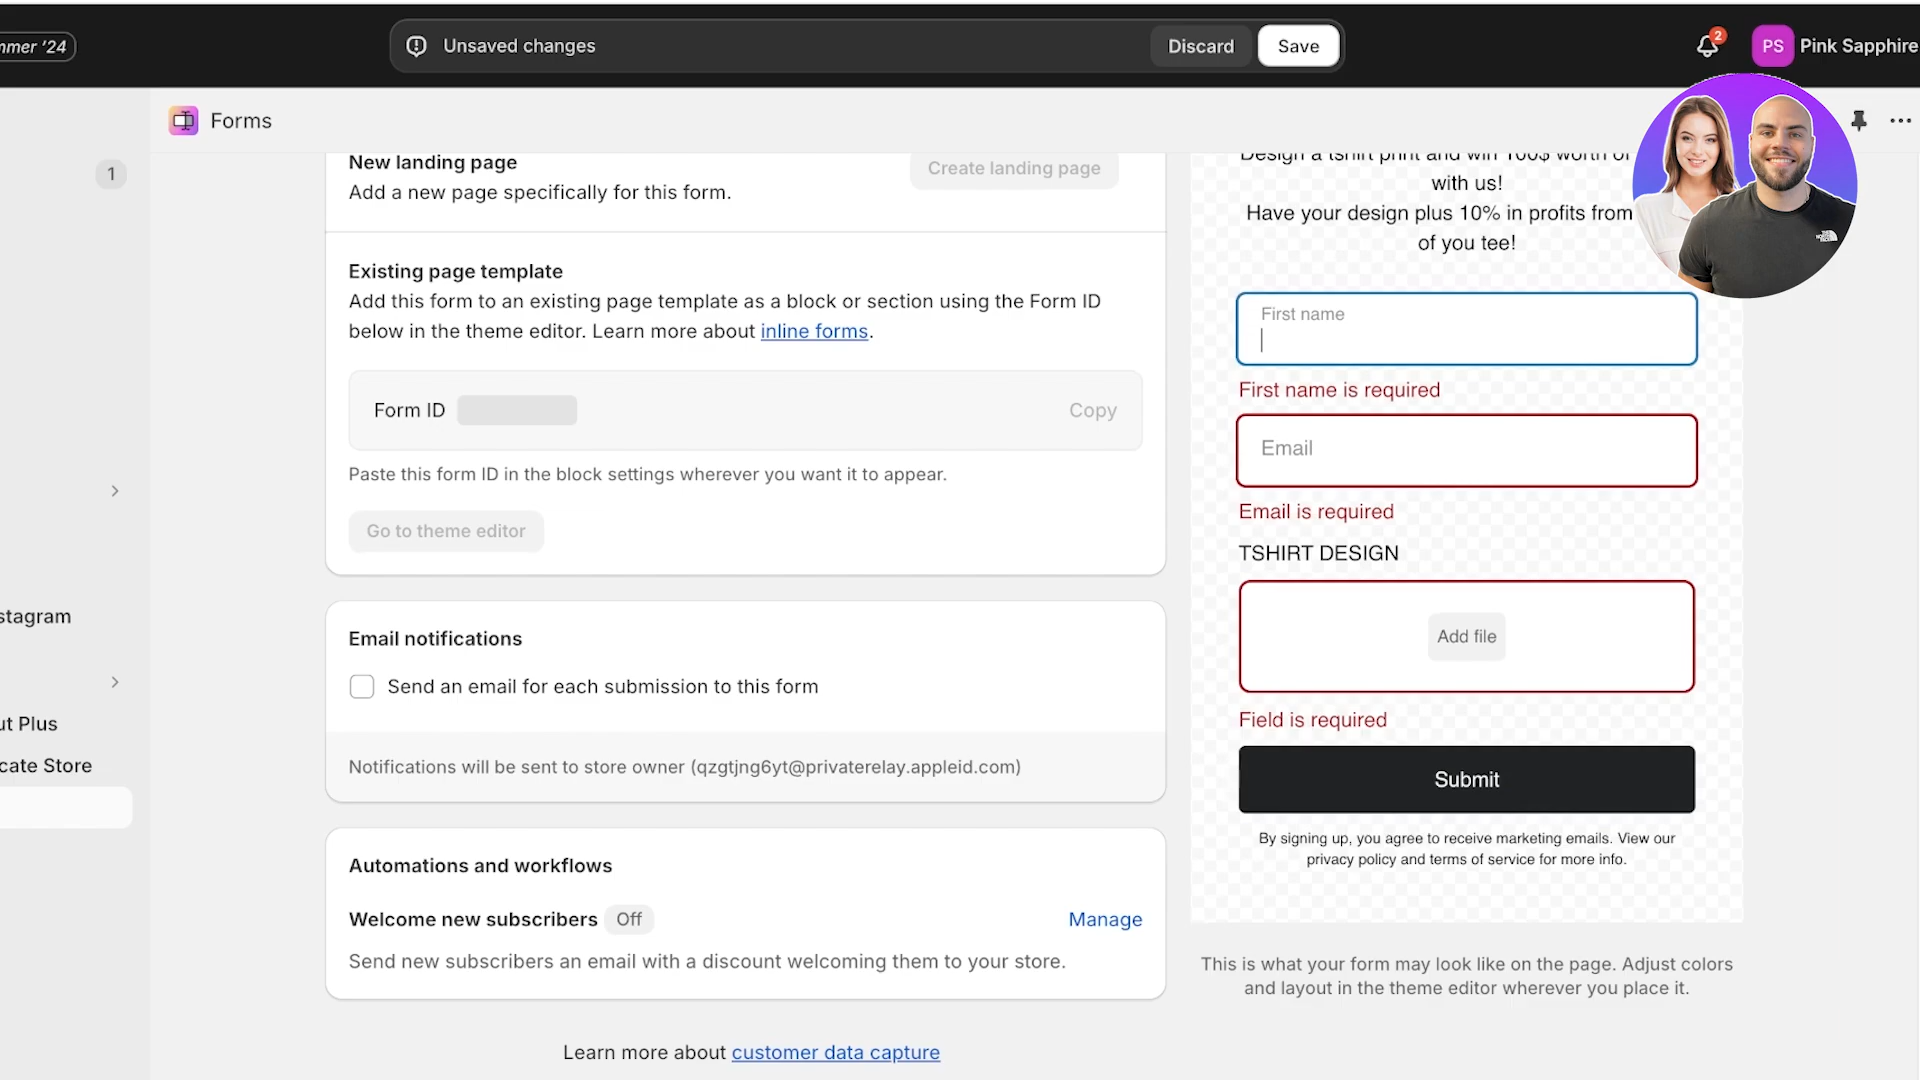 mmer '24
Unsaved changes
Discard
Save
2
PS
Pink Sapphire
Forms
1
New landing page
Add a new page specifically for this form.
Create landing page
Existing page template
Add this form to an existing page template as a block or section using the Form ID
below in the theme editor. Learn more about inline forms.
Form ID
Copy
Paste this form ID in the block settings wherever you want it to appear.
Go to theme editor
stagram
ut Plus
cate Store
Email notifications
Send an email for each submission to this form
Notifications will be sent to store owner (qzgtjng6yt@privaterelay.appleid.com)
Automations and workflows
Welcome new subscribers
Off
Manage
Send new subscribers an email with a discount welcoming them to your store.
Learn more about customer data capture
Design a tshirt print and win 100$ worth of
with us!
Have your design plus 10% in profits from
of you tee!
THE NORTH FACE
First name
First name is required
Email
Email is required
TSHIRT DESIGN
Add file
Field is required
Submit
By signing up, you agree to receive marketing emails. View our
privacy policy and terms of service for more info.
This is what your form may look like on the page. Adjust colors
and layout in the theme editor wherever you place it.